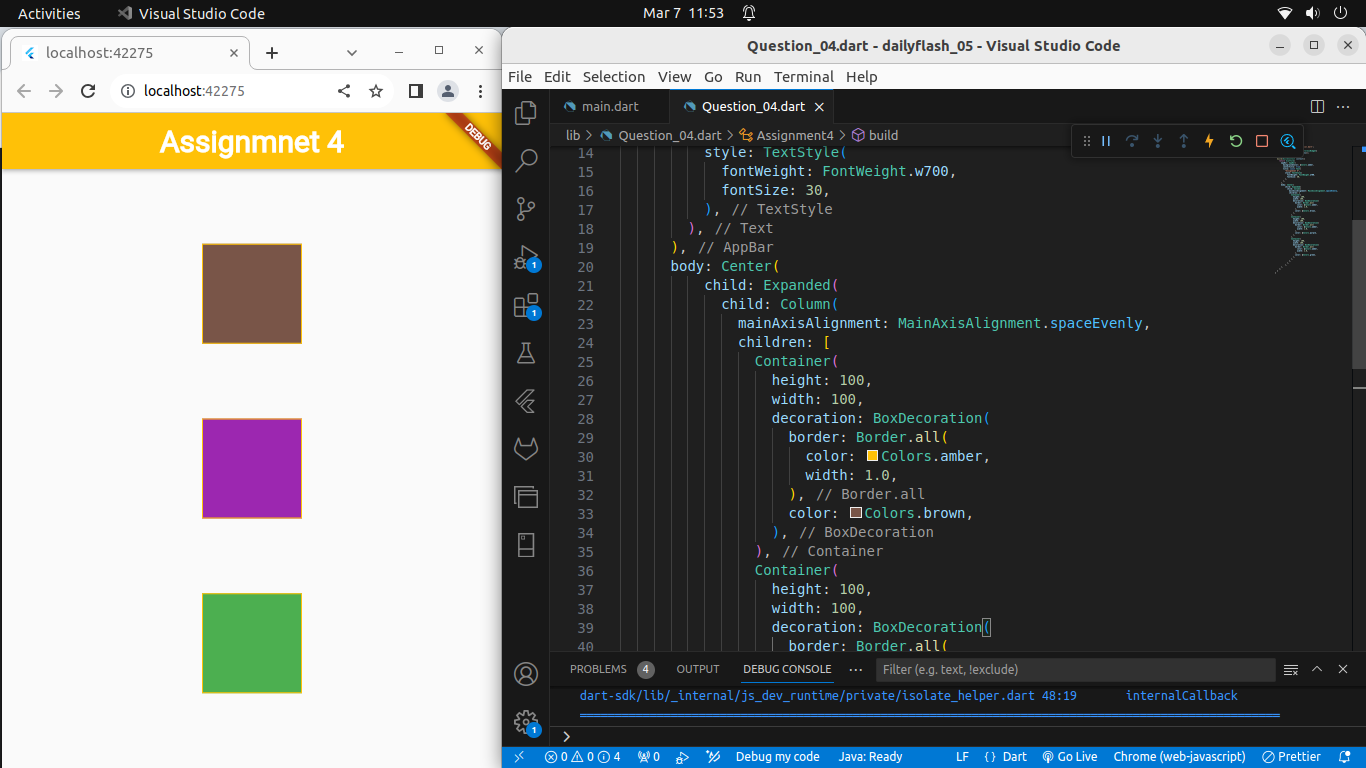 Activities
Visual Studio Code
Mar 7 11:53
localhost:42275
localhost:42275
Assignmnet 4
DEBUG
Question_04.dart - dailyflash_05 - Visual Studio Code
File Edit Selection View Go Run Terminal Help
main.dart
Question_04.dart
lib > Question_04.dart > Assignment4 > build
14 style: TextStyle(
15 fontWeight: FontWeight.w700,
16 fontSize: 30,
17 ), // TextStyle
18 ), // Text
19 ), // AppBar
20 body: Center(
21 child: Expanded(
22 child: Column(
23 mainAxisAlignment: MainAxisAlignment.spaceEvenly,
24 children: [
25 Container(
26 height: 100,
27 width: 100,
28 decoration: BoxDecoration(
29 border: Border.all(
30 color: Colors.amber,
31 width: 1.0,
32 ), // Border.all
33 color: Colors.brown,
34 ), // BoxDecoration
35 ), // Container
36 Container(
37 height: 100,
38 width: 100,
39 decoration: BoxDecoration(
40 border: Border.all(
1
1
1
PROBLEMS 4 OUTPUT DEBUG CONSOLE ··· Filter (e.g. text, !exclude)
dart-sdk/lib/_internal/js_dev_runtime/private/isolate_helper.dart 48:19 internalCallback
>
0 0 4 0 Debug my code Java: Ready LF {} Dart Go Live Chrome (web-javascript) Prettier